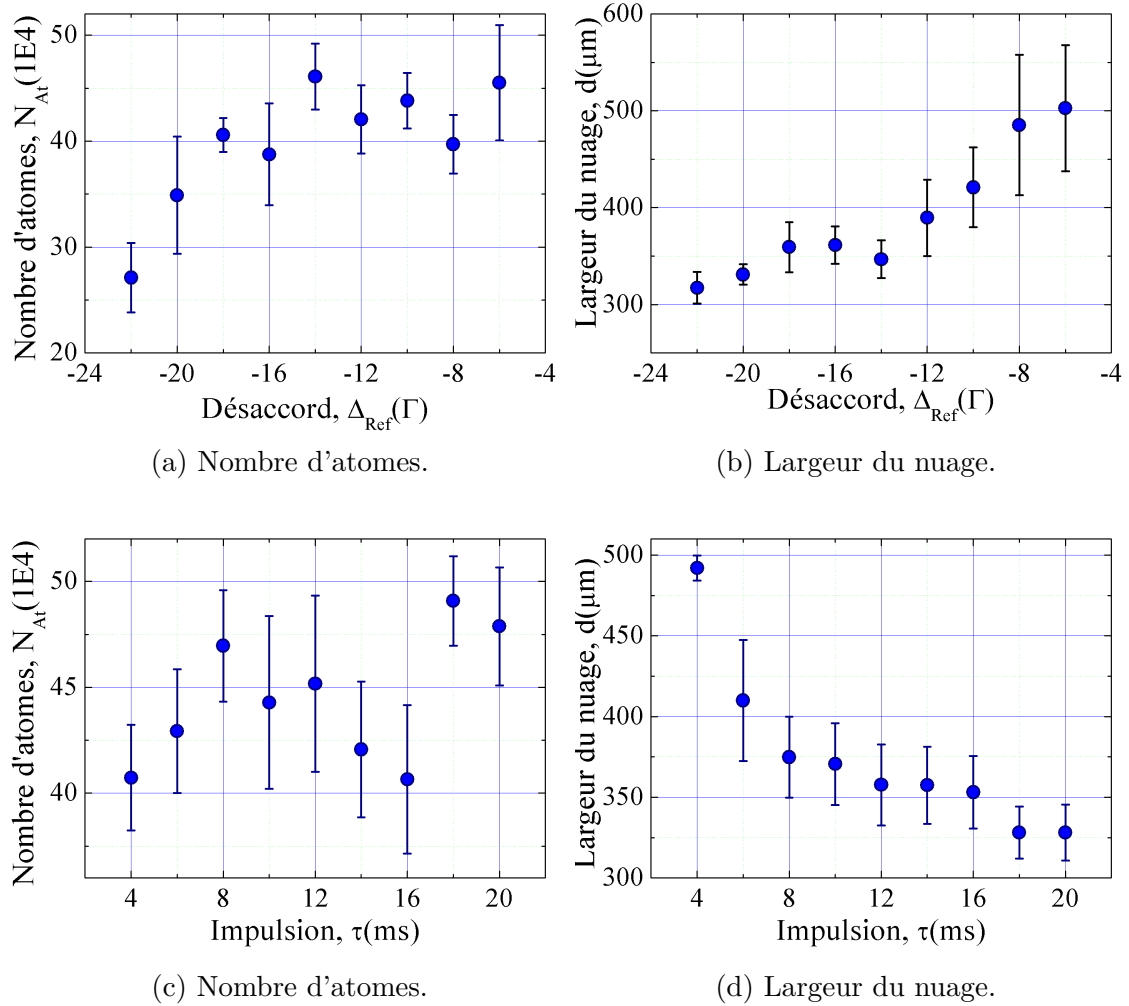 Nombre d'atomes, N_At(1E4)
50
40
30
20
-24 -20 -16 -12 -8 -4
Désaccord, Δ_Ref(Γ)
(a) Nombre d'atomes.
Largeur du nuage, d(μm)
600
500
400
300
-24 -20 -16 -12 -8 -4
Désaccord, Δ_Ref(Γ)
(b) Largeur du nuage.
Nombre d'atomes, N_At(1E4)
50
45
40
4 8 12 16 20
Impulsion, τ(ms)
(c) Nombre d'atomes.
Largeur du nuage, d(μm)
500
450
400
350
300
4 8 12 16 20
Impulsion, τ(ms)
(d) Largeur du nuage.